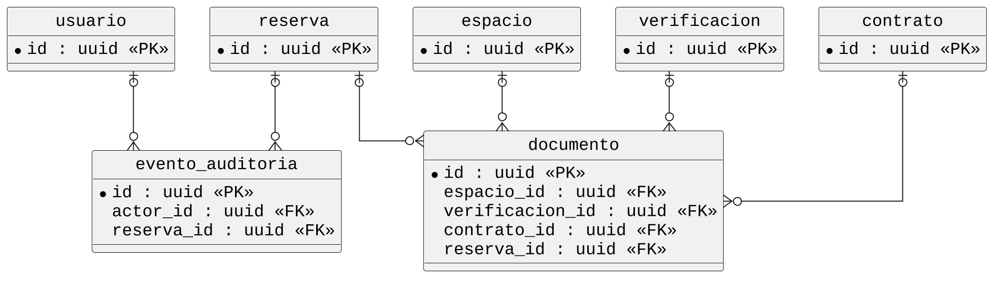 usuario
id : uuid «PK»
reserva
id : uuid «PK»
espacio
id : uuid «PK»
verificacion
id : uuid «PK»
contrato
id : uuid «PK»
evento_auditoria
id : uuid «PK»
actor_id : uuid «FK»
reserva_id : uuid «FK»
documento
id : uuid «PK»
espacio_id : uuid «FK»
verificacion_id : uuid «FK»
contrato_id : uuid «FK»
reserva_id : uuid «FK»